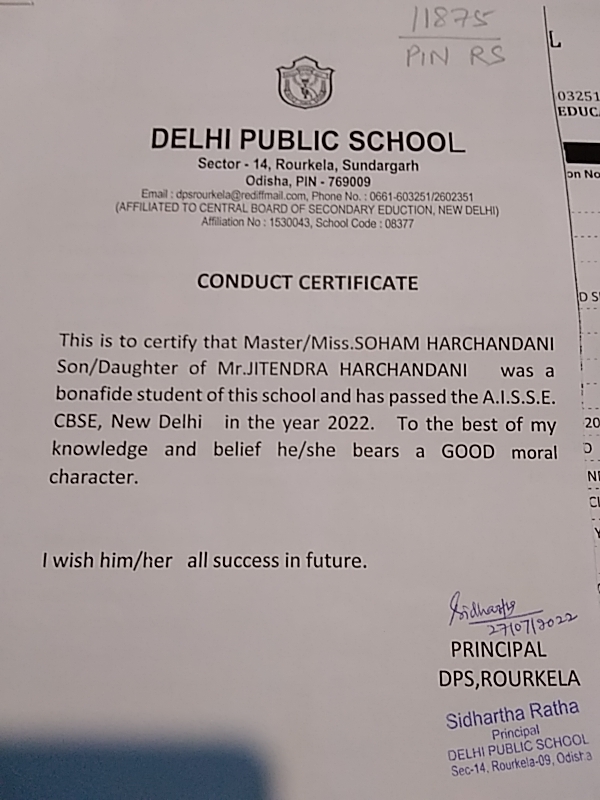 11875
PIN RS
L
03251
EDUC
on No
DELHI PUBLIC SCHOOL
Sector - 14, Rourkela, Sundargarh
Odisha, PIN - 769009
Email : dpsrourkela@rediffmail.com, Phone No. : 0661-603251/2602351
(AFFILIATED TO CENTRAL BOARD OF SECONDARY EDUCTION, NEW DELHI)
Affiliation No : 1530043, School Code : 08377
CONDUCT CERTIFICATE
This is to certify that Master/Miss.SOHAM HARCHANDANI
Son/Daughter of Mr.JITENDRA HARCHANDANI was a
bonafide student of this school and has passed the A.I.S.S.E.
CBSE, New Delhi in the year 2022. To the best of my
knowledge and belief he/she bears a GOOD moral
character.
I wish him/her all success in future.
D S
20
27/07/2022
PRINCIPAL
DPS,ROURKELA
Sidhartha Ratha
Principal
DELHI PUBLIC SCHOOL
Sec-14, Rourkela-09, Odisha